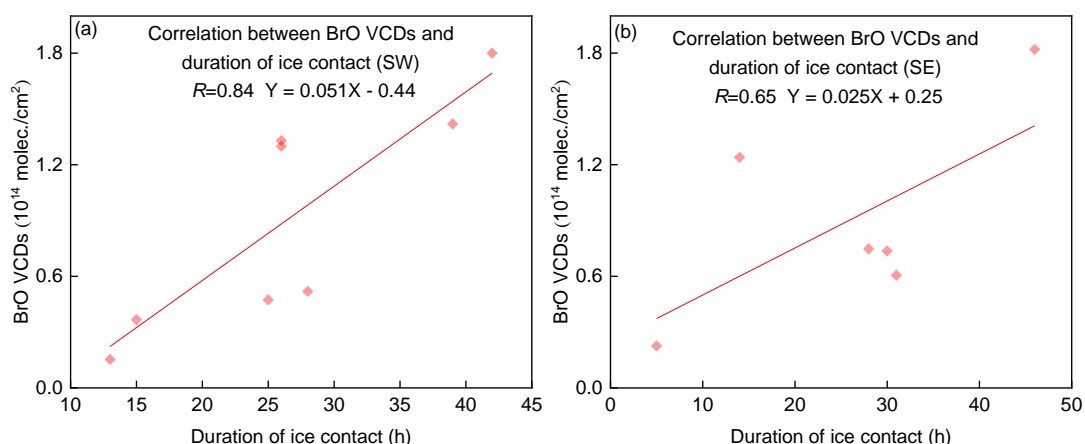 (a)
Correlation between BrO VCDs and
duration of ice contact (SW)
R=0.84 Y = 0.051X - 0.44
BrO VCDs (10¹⁴ molec./cm²)
1.8
1.2
0.6
0.0
10 15 20 25 30 35 40 45
Duration of ice contact (h)
(b)
Correlation between BrO VCDs and
duration of ice contact (SE)
R=0.65 Y = 0.025X + 0.25
BrO VCDs (10¹⁴ molec./cm²)
1.8
1.2
0.6
0.0
0 10 20 30 40 50
Duration of ice contact (h)